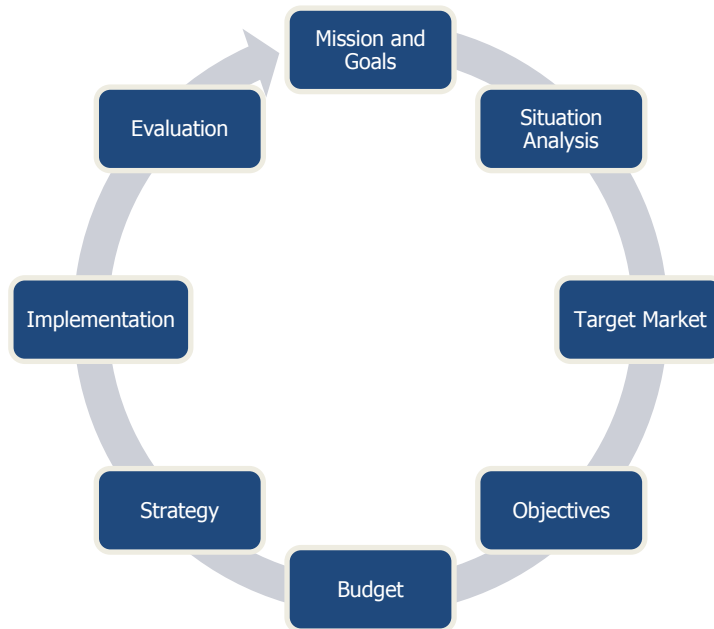 Mission and
Goals
Situation
Analysis
Target Market
Objectives
Budget
Strategy
Implementation
Evaluation